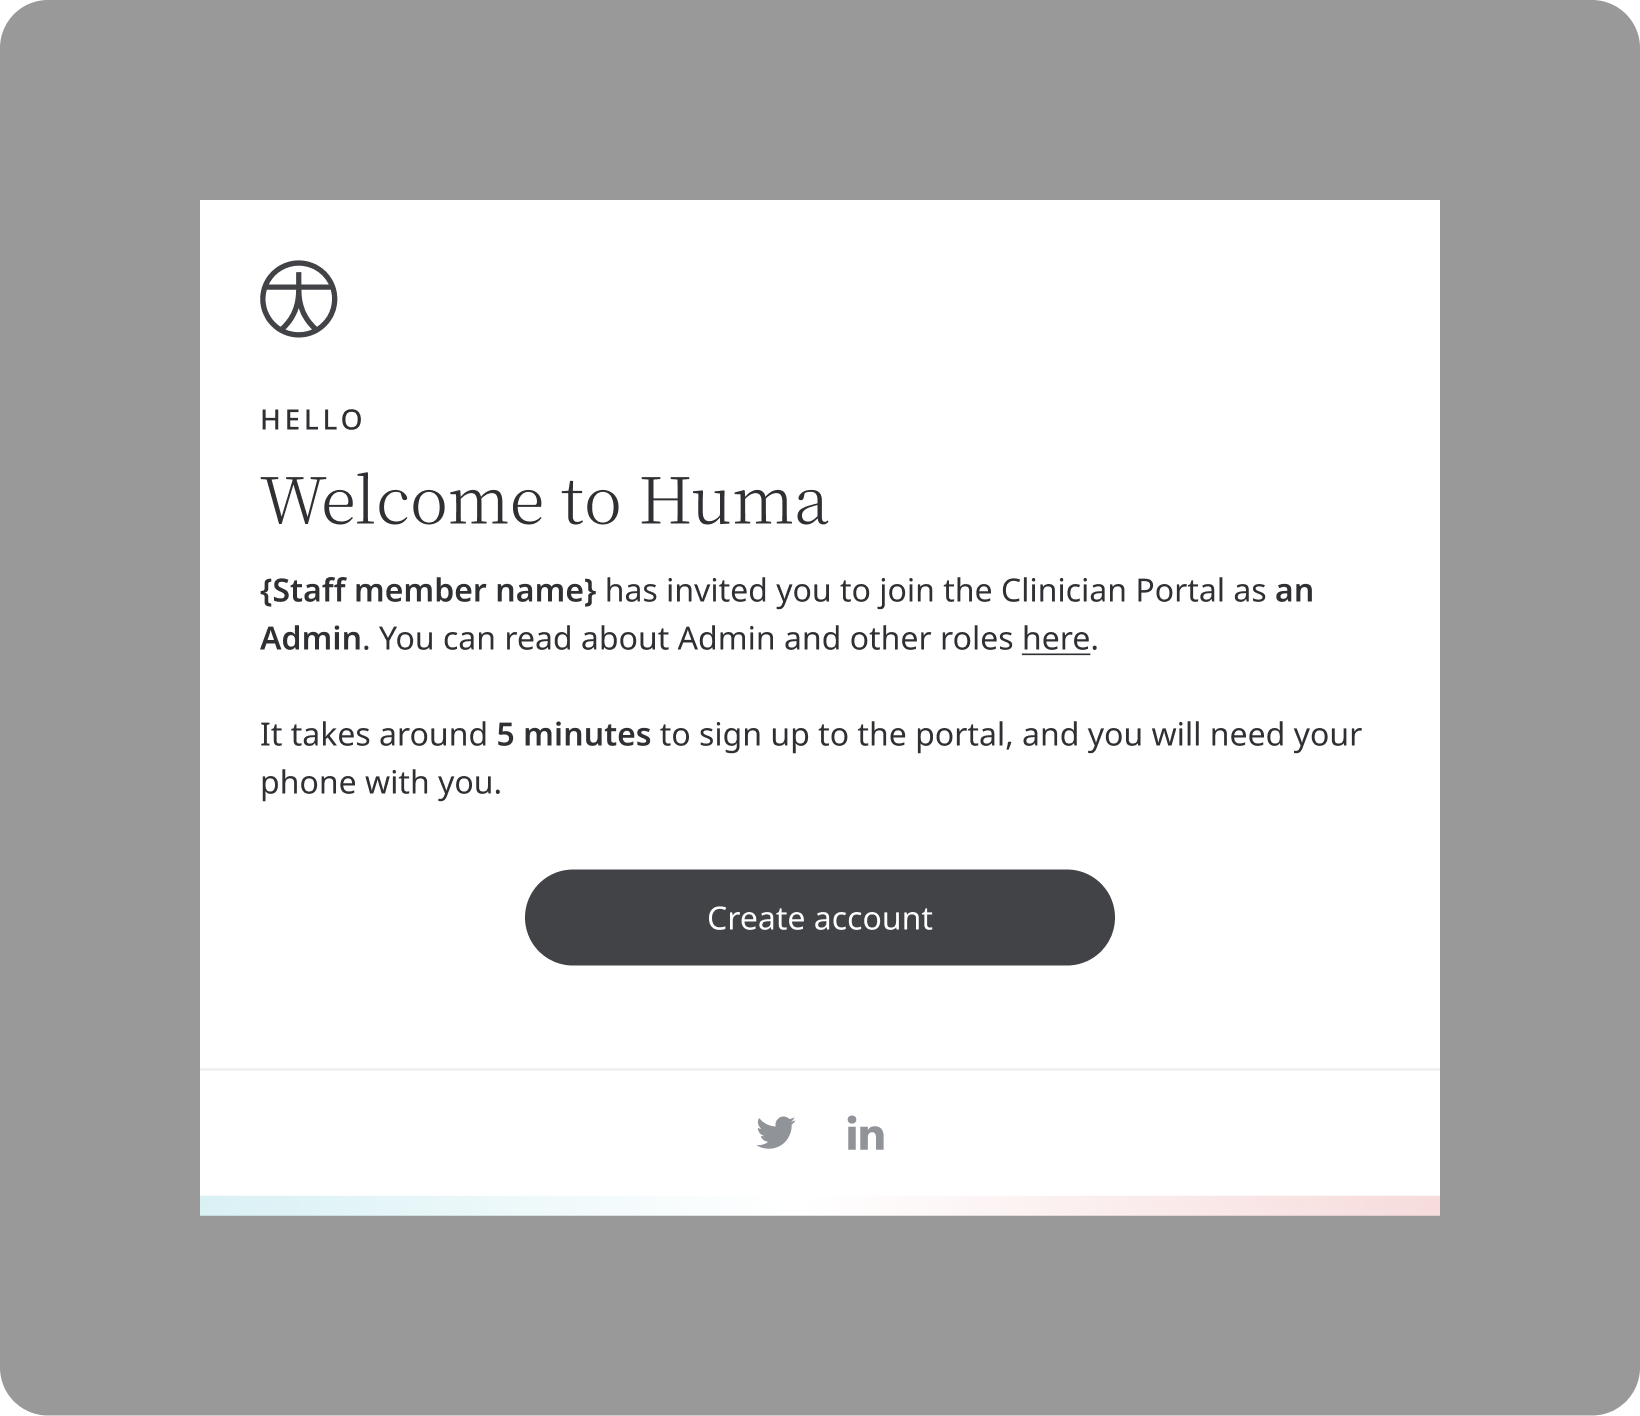 HELLO
Welcome to Huma
{Staff member name} has invited you to join the Clinician Portal as an
Admin. You can read about Admin and other roles here.
It takes around 5 minutes to sign up to the portal, and you will need your
phone with you.
Create account
in